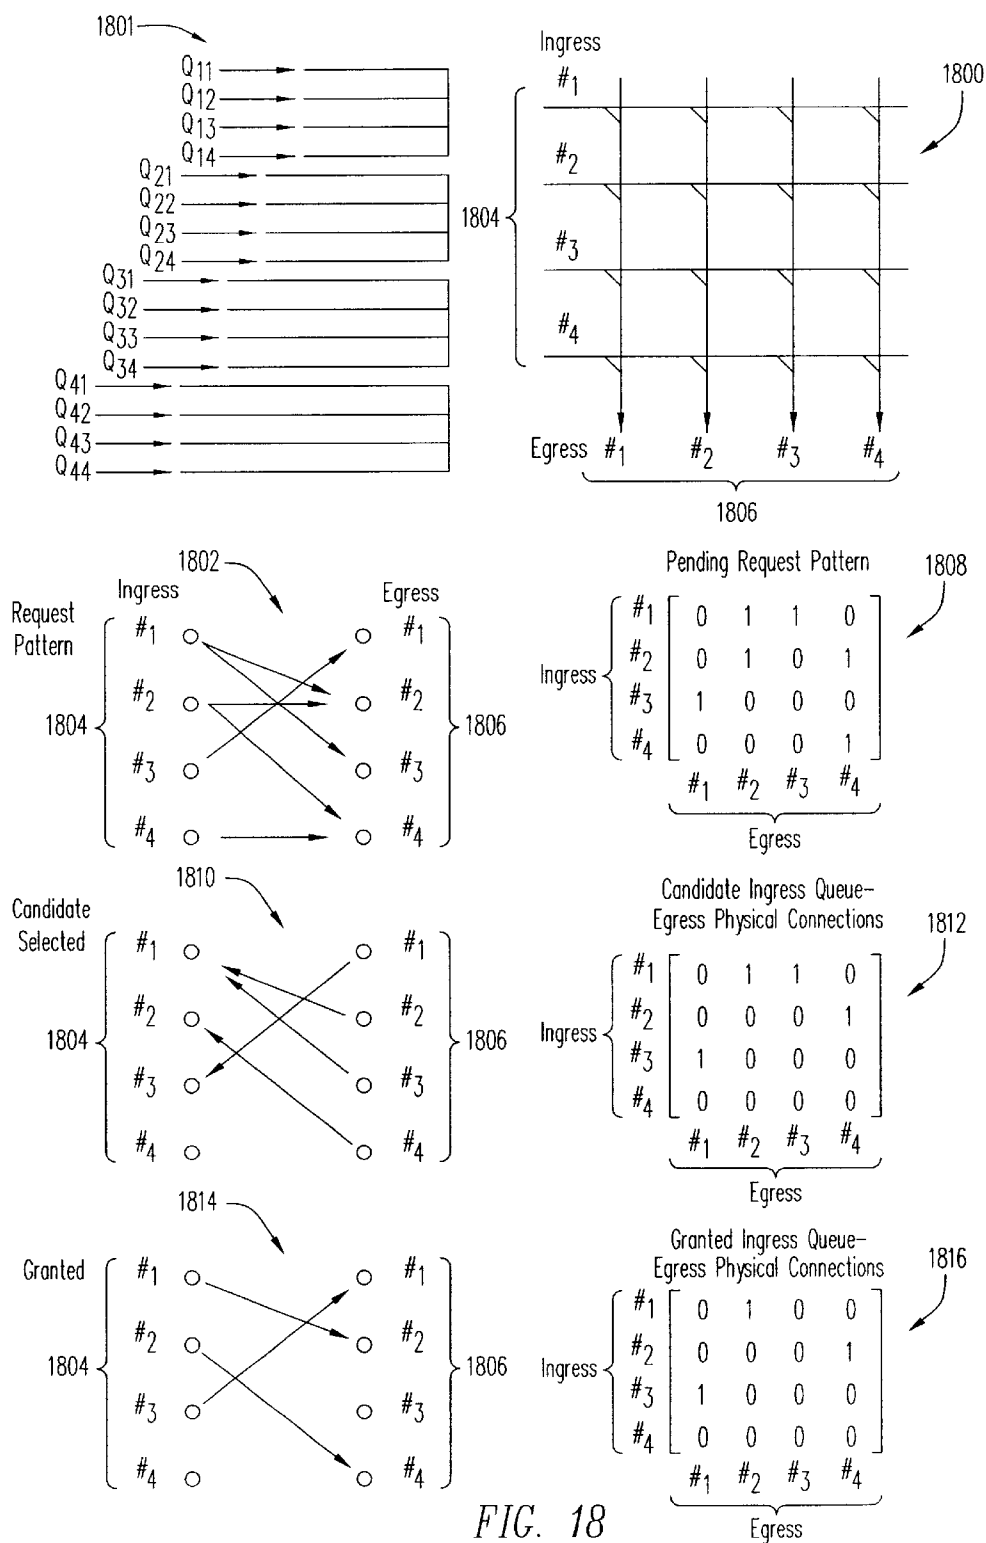 1801
Q11
Q12
Q13
Q14
Q21
Q22
Q23
Q24
Q31
Q32
Q33
Q34
Q41
Q42
Q43
Q44
Ingress
#1
#2
#3
#4
1804
1800
Egress #1 #2 #3 #4
1806
1802
Request
Pattern
Ingress
Egress
#1 #1
#2 #2
#3 #3
#4 #4
1804
1806
Pending Request Pattern
1808
Ingress
#1 0 1 1 0
#2 0 1 0 1
#3 1 0 0 0
#4 0 0 0 1
#1 #2 #3 #4
Egress
1810
Candidate
Selected
#1 #1
#2 #2
#3 #3
#4 #4
1804
1806
Candidate Ingress Queue-
Egress Physical Connections
1812
Ingress
#1 0 1 1 0
#2 0 0 0 1
#3 1 0 0 0
#4 0 0 0 0
#1 #2 #3 #4
Egress
1814
Granted
#1 #1
#2 #2
#3 #3
#4 #4
1804
1806
Granted Ingress Queue-
Egress Physical Connections
1816
Ingress
#1 0 1 0 0
#2 0 0 0 1
#3 1 0 0 0
#4 0 0 0 0
#1 #2 #3 #4
Egress
FIG. 18